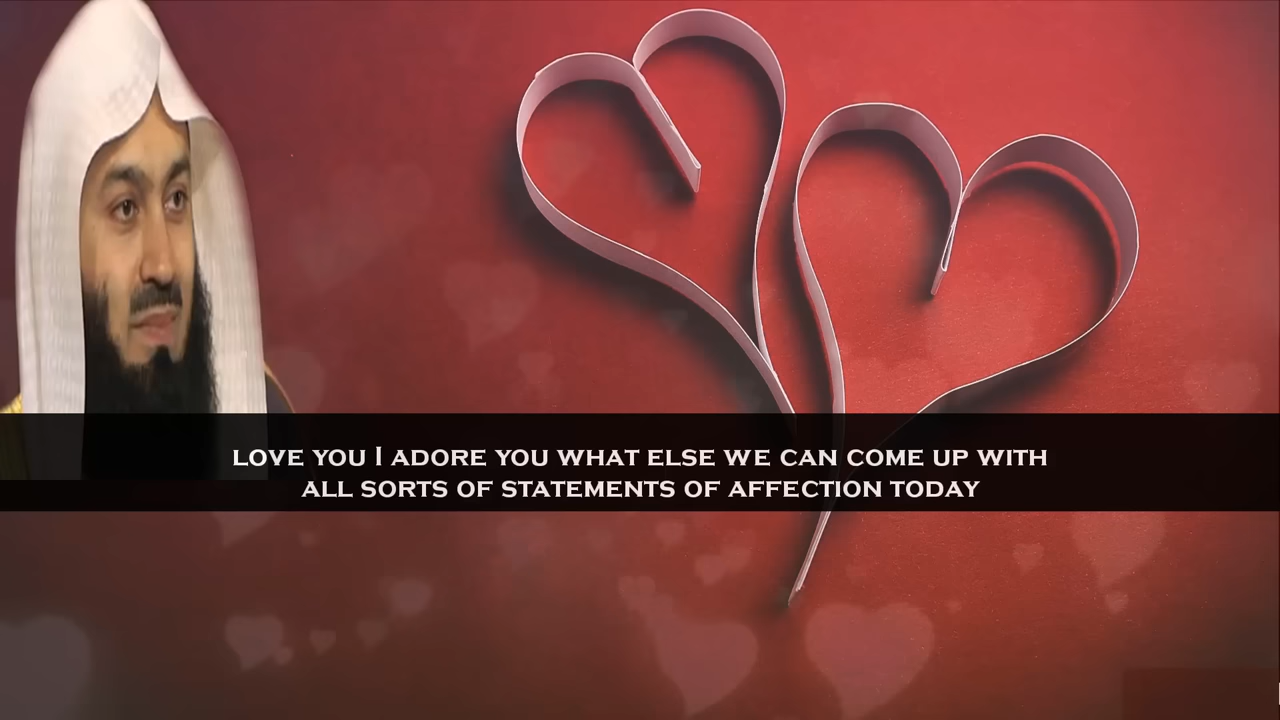 LOVE YOU I ADORE YOU WHAT ELSE WE CAN COME UP WITH
ALL SORTS OF STATEMENTS OF AFFECTION TODAY